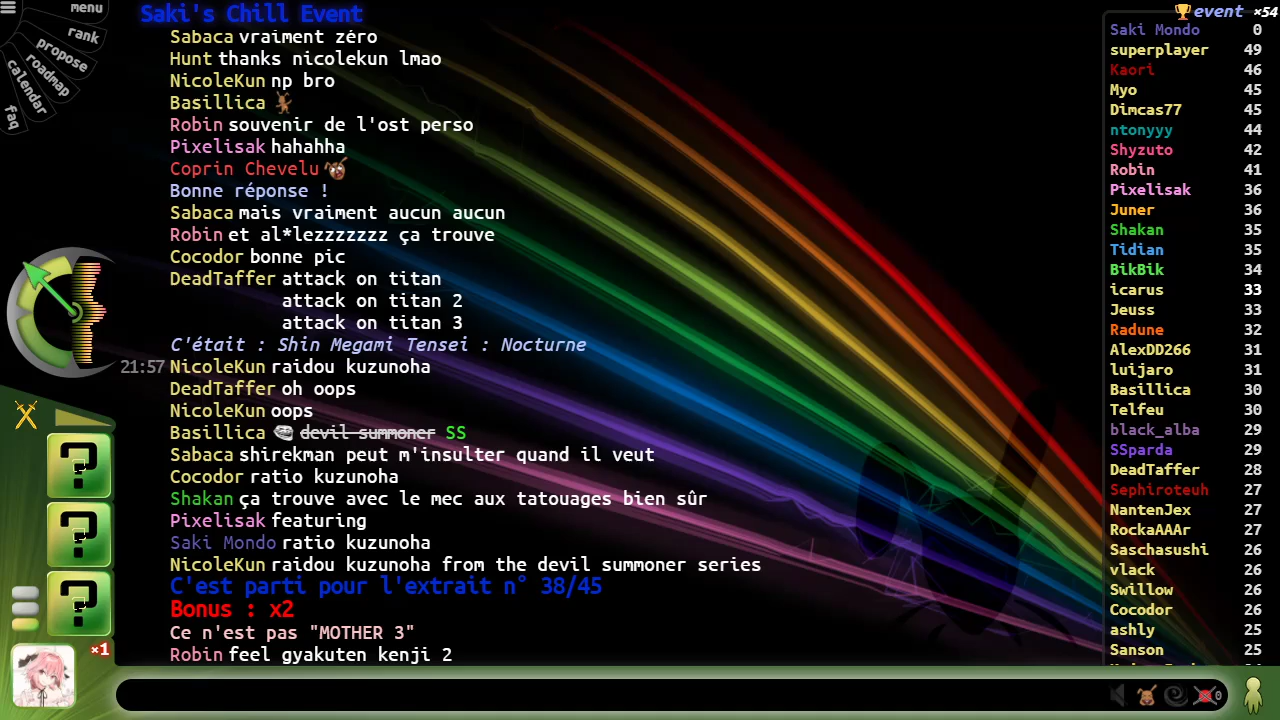 menu
rank
propose
roadmap
calendar
faq
Saki's Chill Event
Sabaca vraiment zéro
Hunt thanks nicolekun lmao
NicoleKun np bro
Basillica
Robin souvenir de l'ost perso
Pixelisak hahahha
Coprin Chevelu
Bonne réponse !
Sabaca mais vraiment aucun aucun
Robin et al*lezzzzzzz ça trouve
Cocodor bonne pic
DeadTaffer attack on titan
attack on titan 2
attack on titan 3
C'était : Shin Megami Tensei : Nocturne
21:57
NicoleKun raidou kuzunoha
DeadTaffer oh oops
NicoleKun oops
Basillica devil summoner SS
Sabaca shirekman peut m'insulter quand il veut
Cocodor ratio kuzunoha
Shakan ça trouve avec le mec aux tatouages bien sûr
Pixelisak featuring
Saki Mondo ratio kuzunoha
NicoleKun raidou kuzunoha from the devil summoner series
C'est parti pour l'extrait n° 38/45
Bonus : x2
Ce n'est pas "MOTHER 3"
Robin feel gyakuten kenji 2
×1
?
?
?
event ×54
Saki Mondo 0
superplayer 49
Kaori 46
Myo 45
Dimcas77 45
ntonyyy 44
Shyzuto 42
Robin 41
Pixelisak 36
Juner 36
Shakan 35
Tidian 35
BikBik 34
icarus 33
Jeuss 33
Radune 32
AlexDD266 31
luijaro 31
Basillica 30
Telfeu 30
black_alba 29
SSparda 29
DeadTaffer 28
Sephiroteuh 27
NantenJex 27
RockaAAAr 27
Saschasushi 26
vlack 26
Swillow 26
Cocodor 26
ashly 25
Sanson 25
0